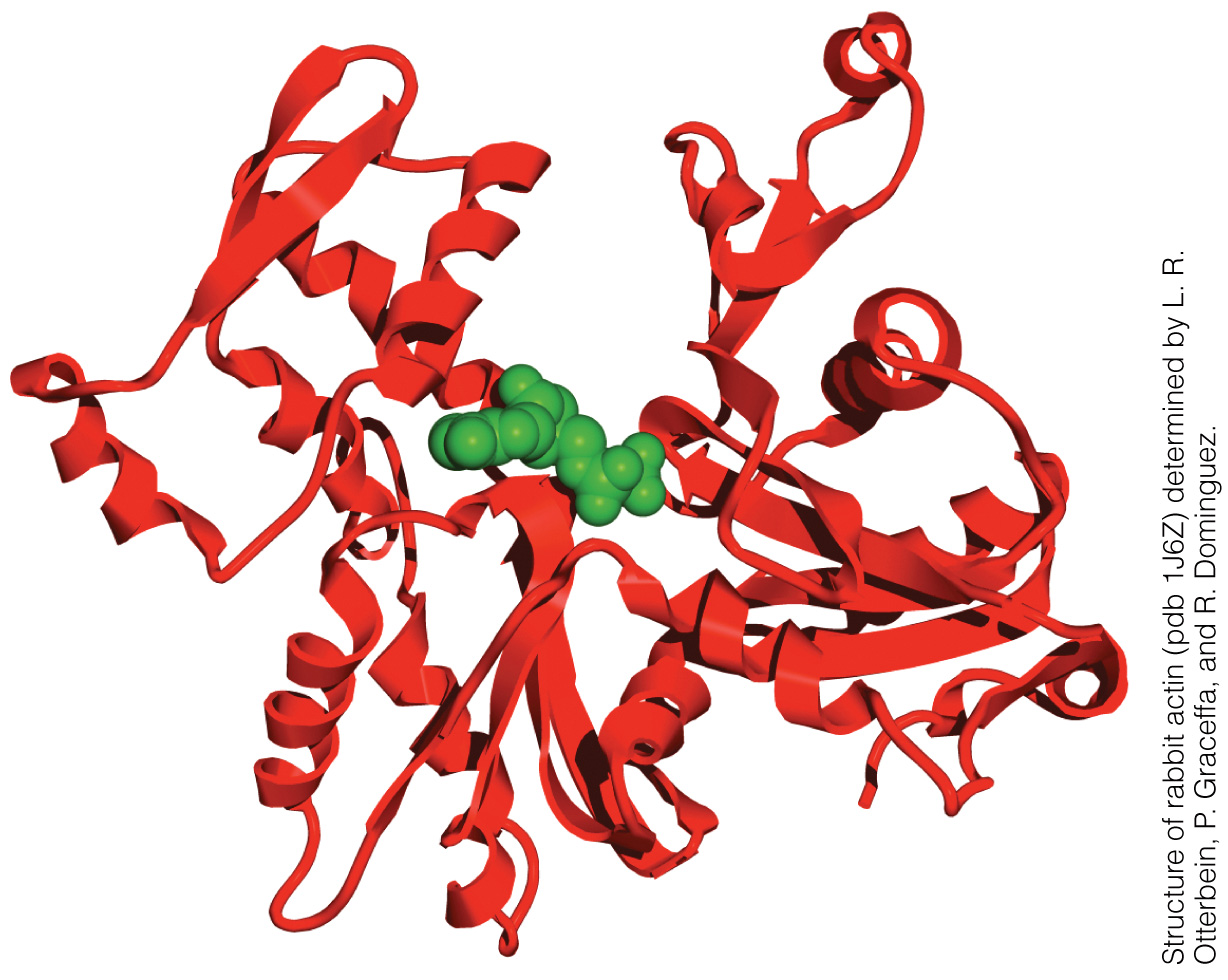 Structure of rabbit actin (pdb 1J6Z) determined by L. R.
Otterbein, P. Graceffa, and R. Dominguez.